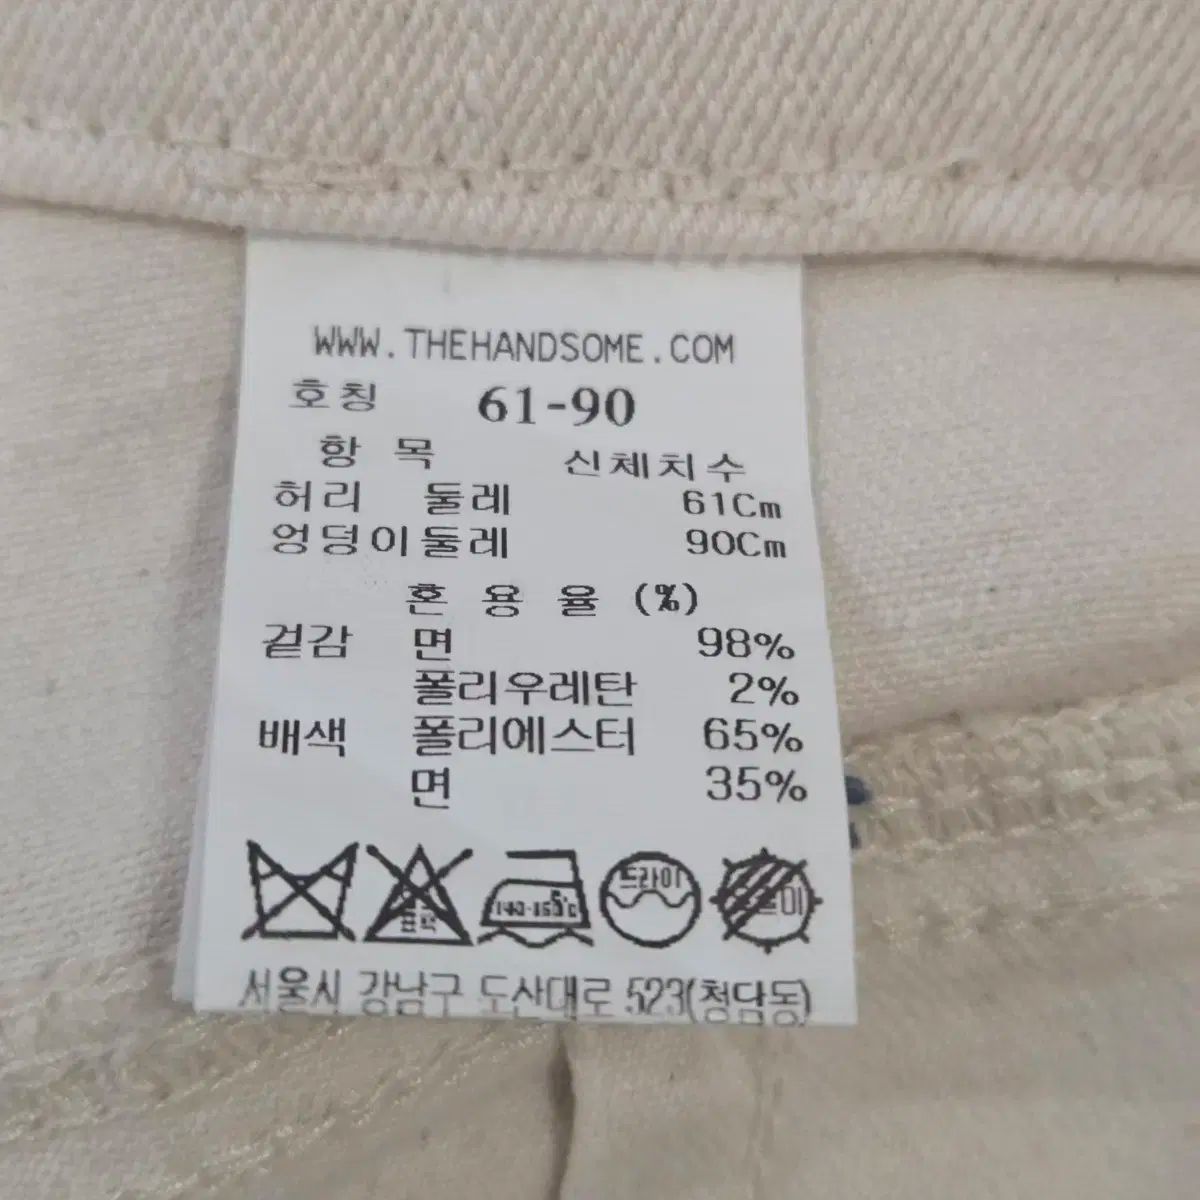 WWW.THEHANDSOME.COM
호칭 61-90
항 목 신체치수
허리 둘레 61Cm
엉덩이둘레 90Cm
혼 용 율 (%)
겉감 면 98%
폴리우레탄 2%
배색 폴리에스터 65%
면 35%
드라이
서울시 강남구 도산대로 523(청담동)